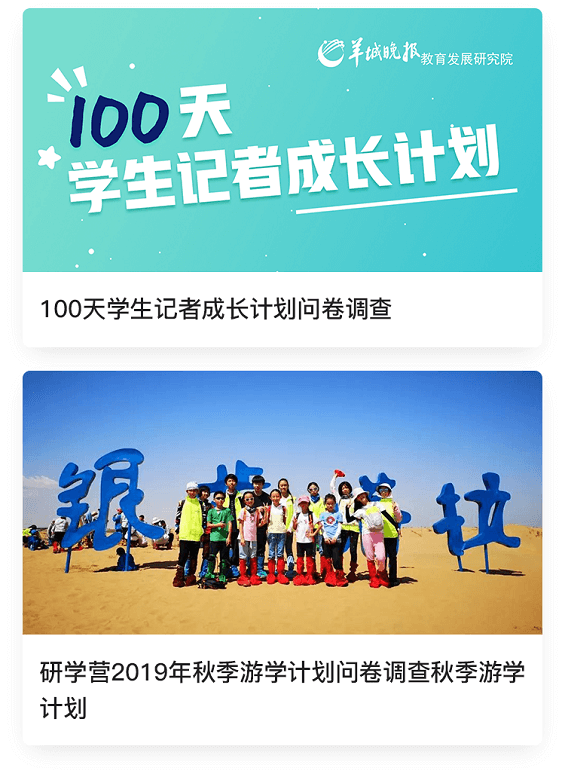 羊城晚报 教育发展研究院
100天
学生记者成长计划
100天学生记者成长计划问卷调查
银 拉
研学营2019年秋季游学计划问卷调查秋季游学
计划